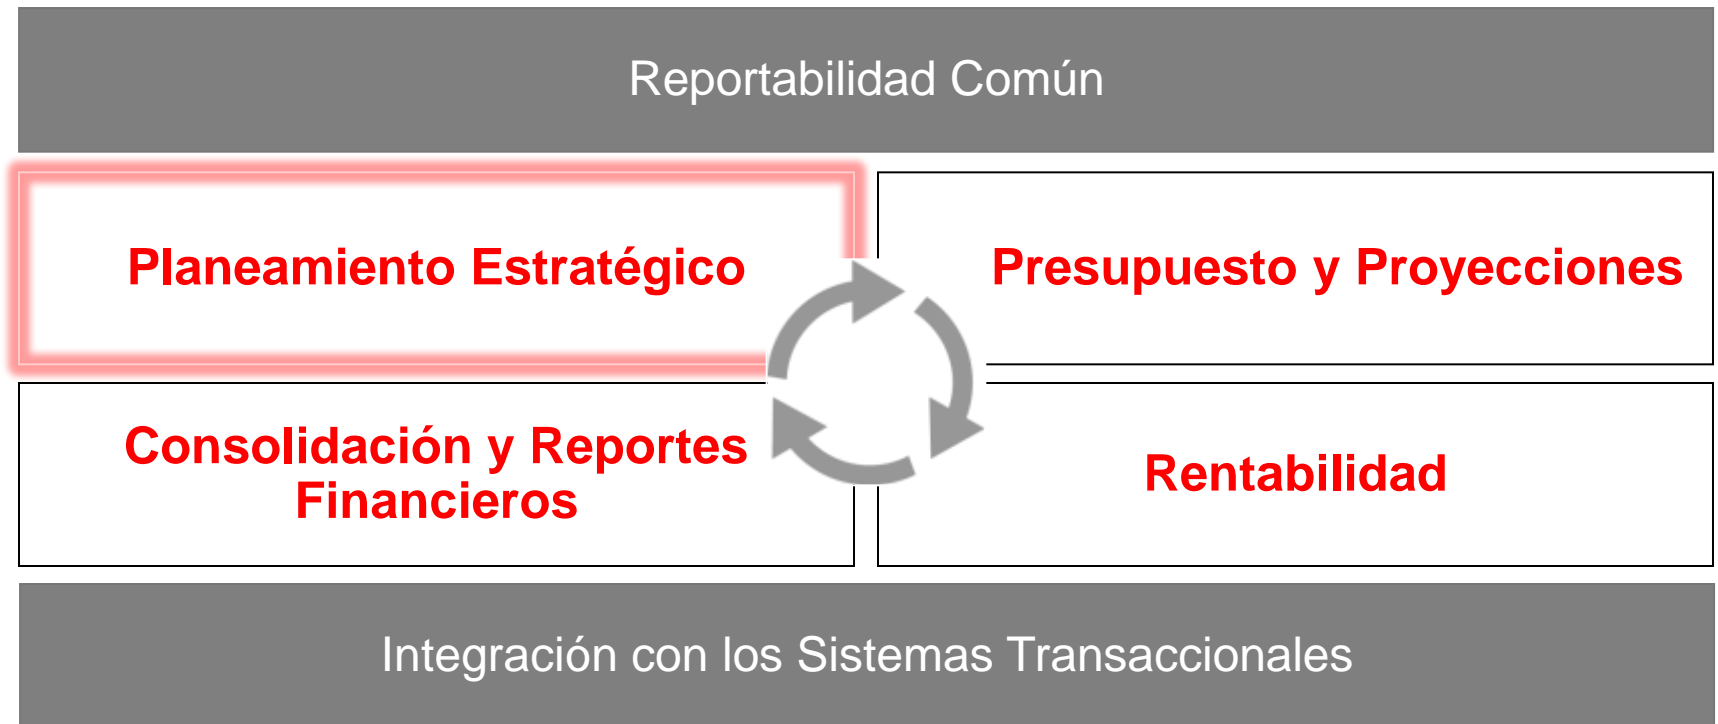 Reportabilidad Común
Planeamiento Estratégico
Presupuesto y Proyecciones
Consolidación y Reportes
Financieros
Rentabilidad
Integración con los Sistemas Transaccionales